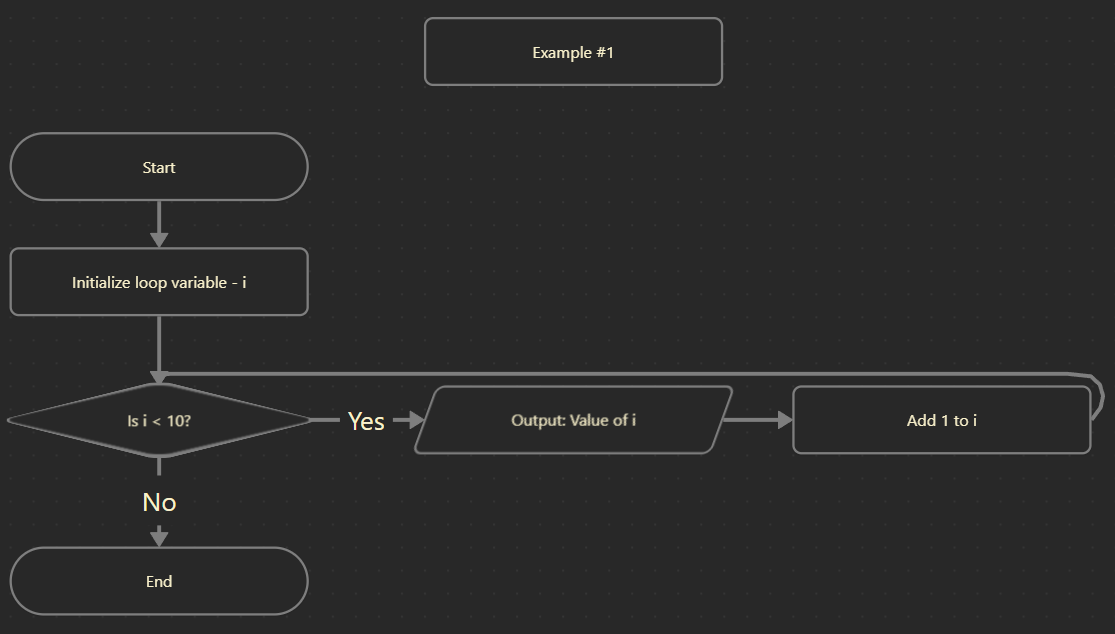 Example #1
Start
Initialize loop variable - i
Is i < 10?
Yes
Output: Value of i
Add 1 to i
No
End